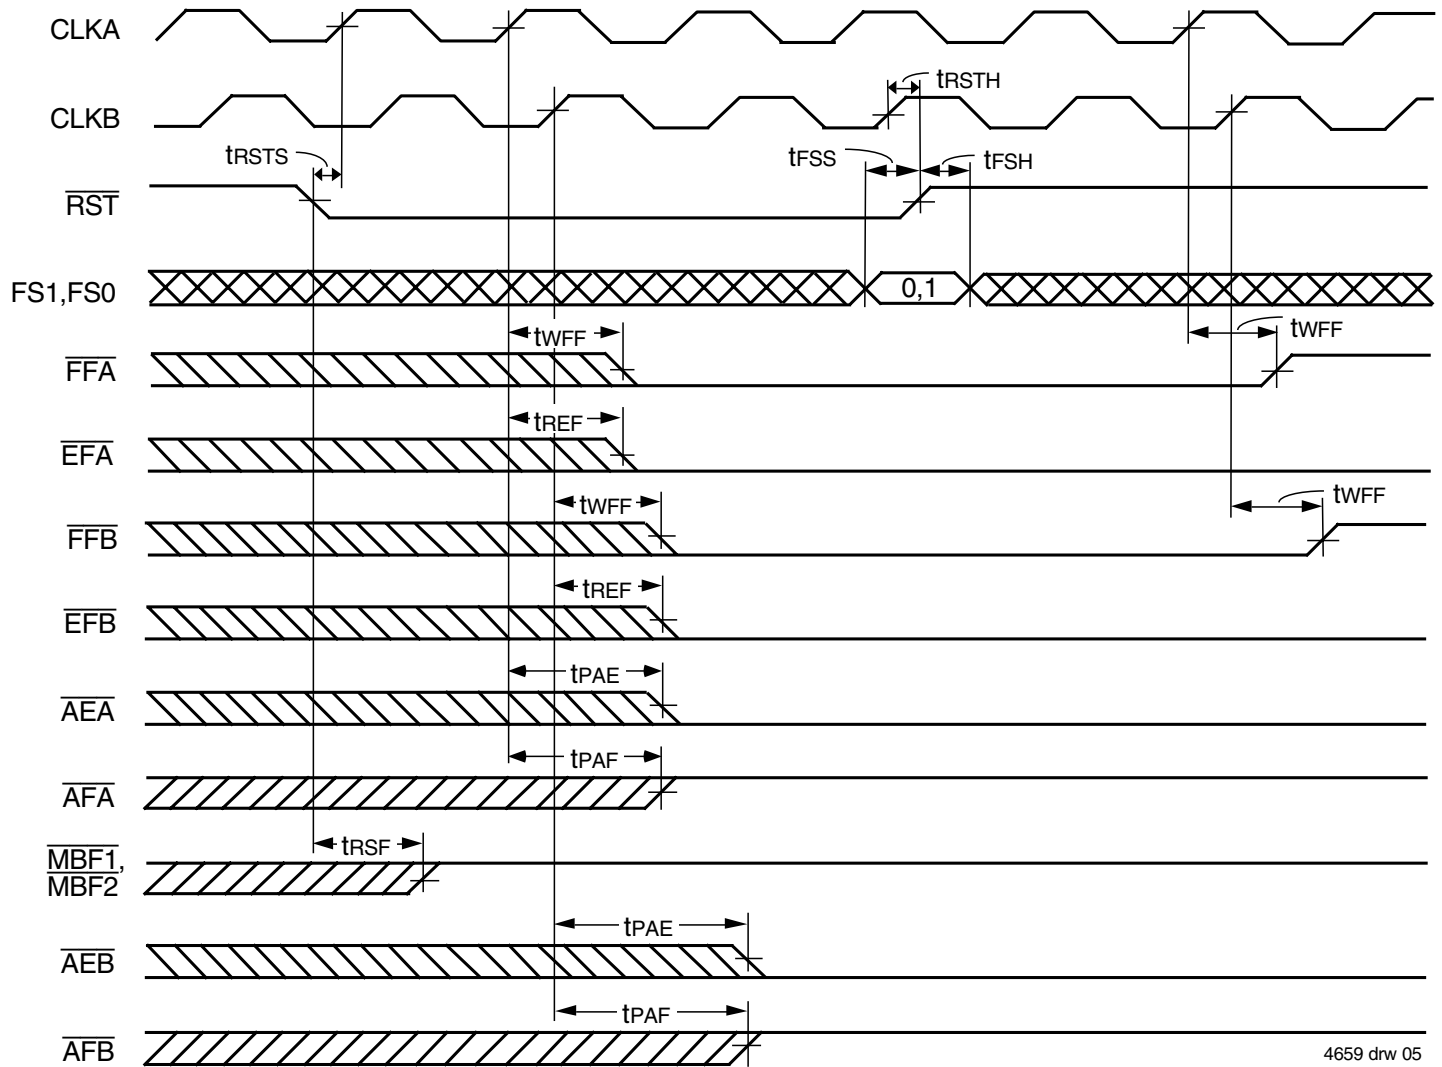 CLKA
CLKB
tRSTH
tRSTS
tFSS
tFSH
RST
FS1,FS0
0,1
tWFF
tWFF
FFA
tREF
EFA
tWFF
tWFF
FFB
tREF
EFB
tPAE
AEA
tPAF
AFA
tRSF
MBF1,
MBF2
tPAE
AEB
tPAF
AFB
4659 drw 05